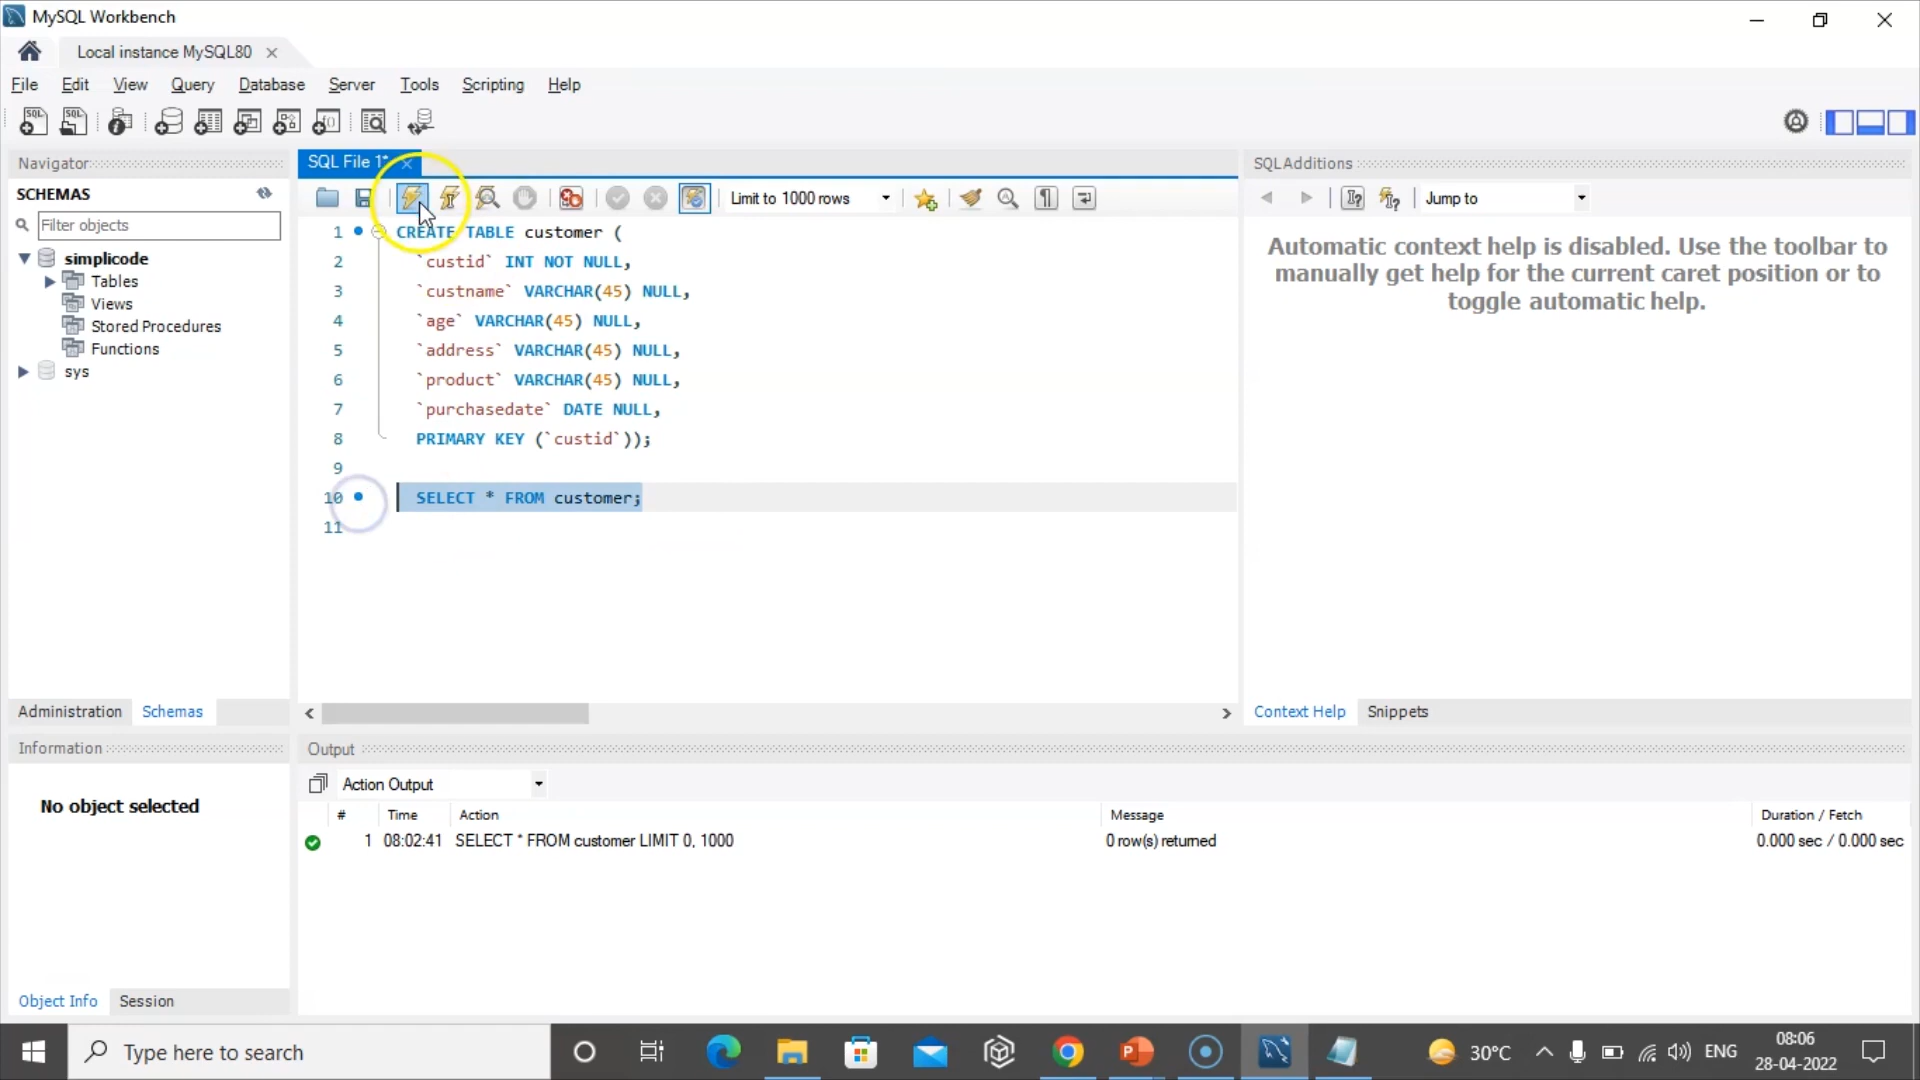 MySQL Workbench
Local instance MySQL80
File Edit View Query Database Server Tools Scripting Help
Navigator
SCHEMAS
Filter objects
simplicode
Tables
Views
Stored Procedures
Functions
sys
Administration Schemas
Information
No object selected
Object Info Session
SQL File 1*
Limit to 1000 rows
1 CREATE TABLE customer (
2 `custid` INT NOT NULL,
3 `custname` VARCHAR(45) NULL,
4 `age` VARCHAR(45) NULL,
5 `address` VARCHAR(45) NULL,
6 `product` VARCHAR(45) NULL,
7 `purchasedate` DATE NULL,
8 PRIMARY KEY (`custid`));
9
10 SELECT * FROM customer;
11
SQLAdditions
Jump to
Automatic context help is disabled. Use the toolbar to
manually get help for the current caret position or to
toggle automatic help.
Context Help Snippets
Output
Action Output
# Time Action Message Duration / Fetch
1 08:02:41 SELECT * FROM customer LIMIT 0, 1000 0 row(s) returned 0.000 sec / 0.000 sec
Type here to search
30°C
ENG
08:06
28-04-2022